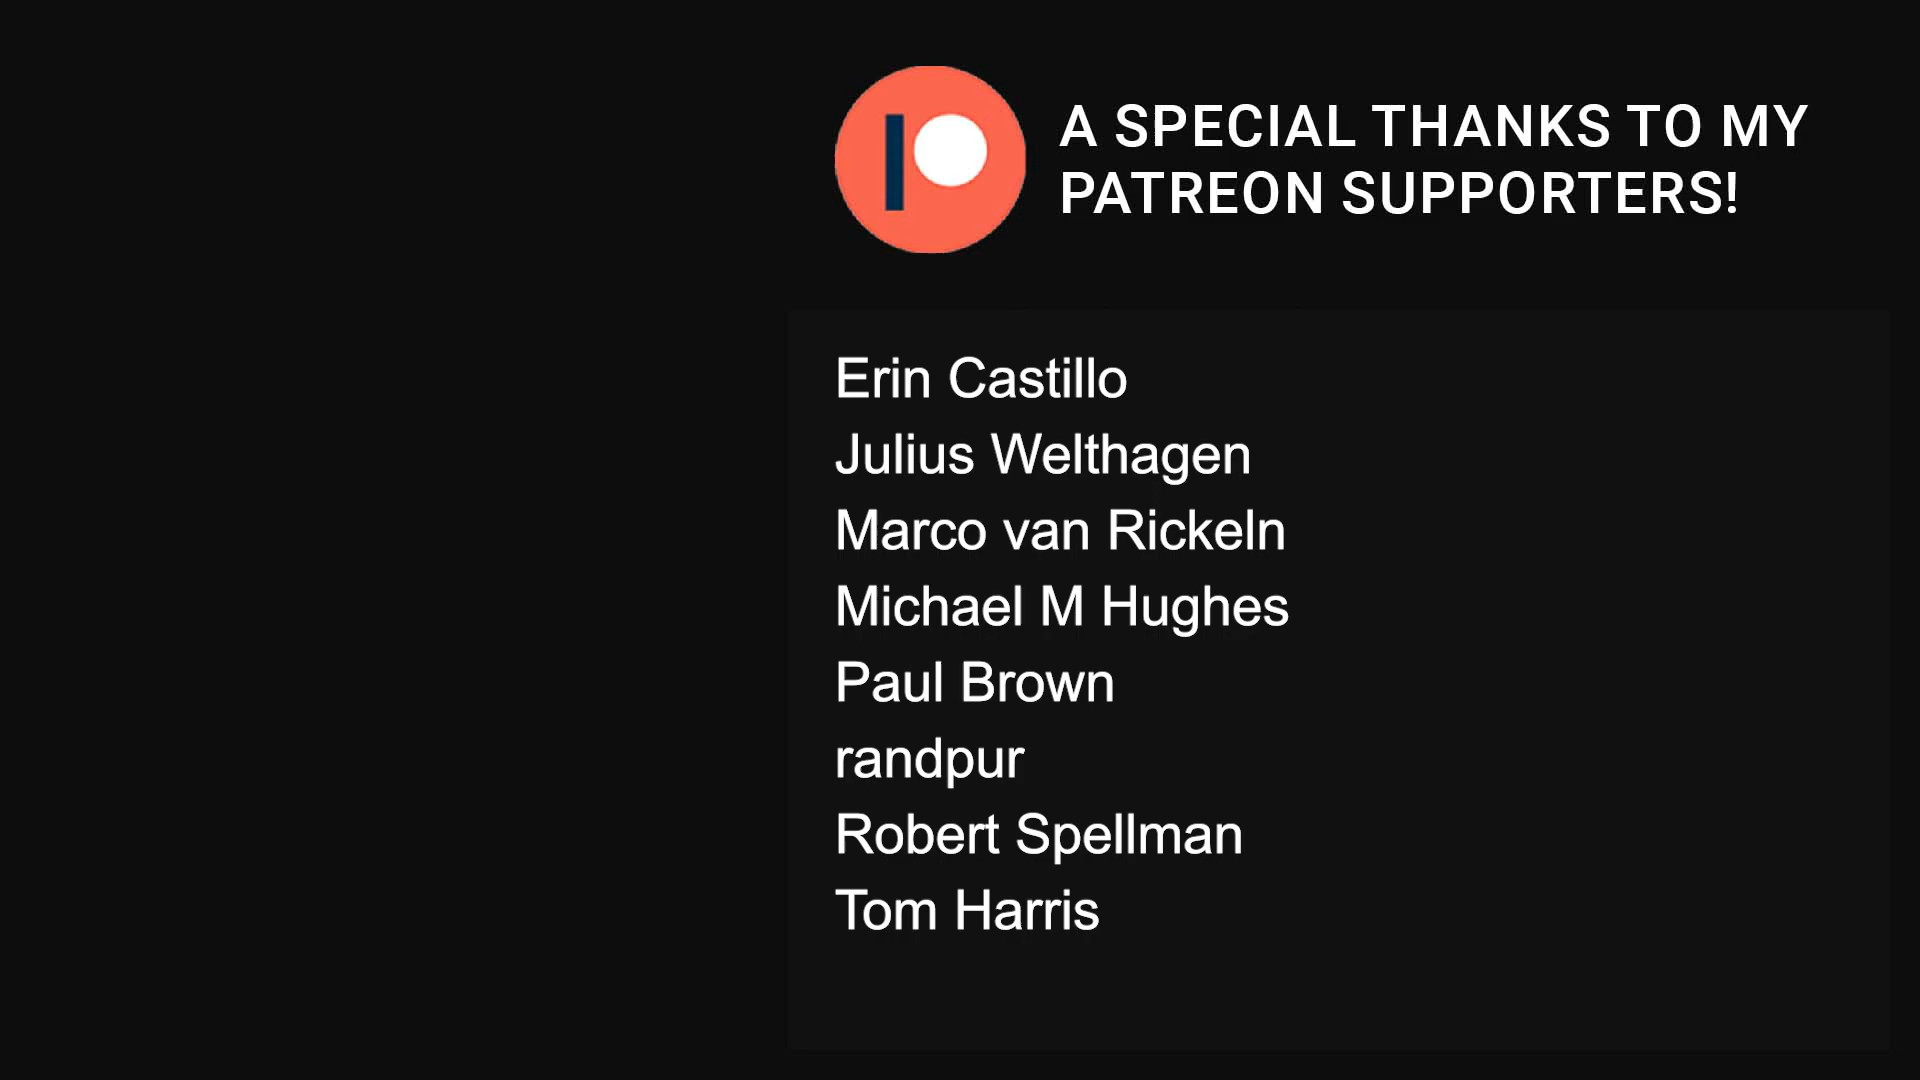 A SPECIAL THANKS TO MY
PATREON SUPPORTERS!
Erin Castillo
Julius Welthagen
Marco van Rickeln
Michael M Hughes
Paul Brown
randpur
Robert Spellman
Tom Harris